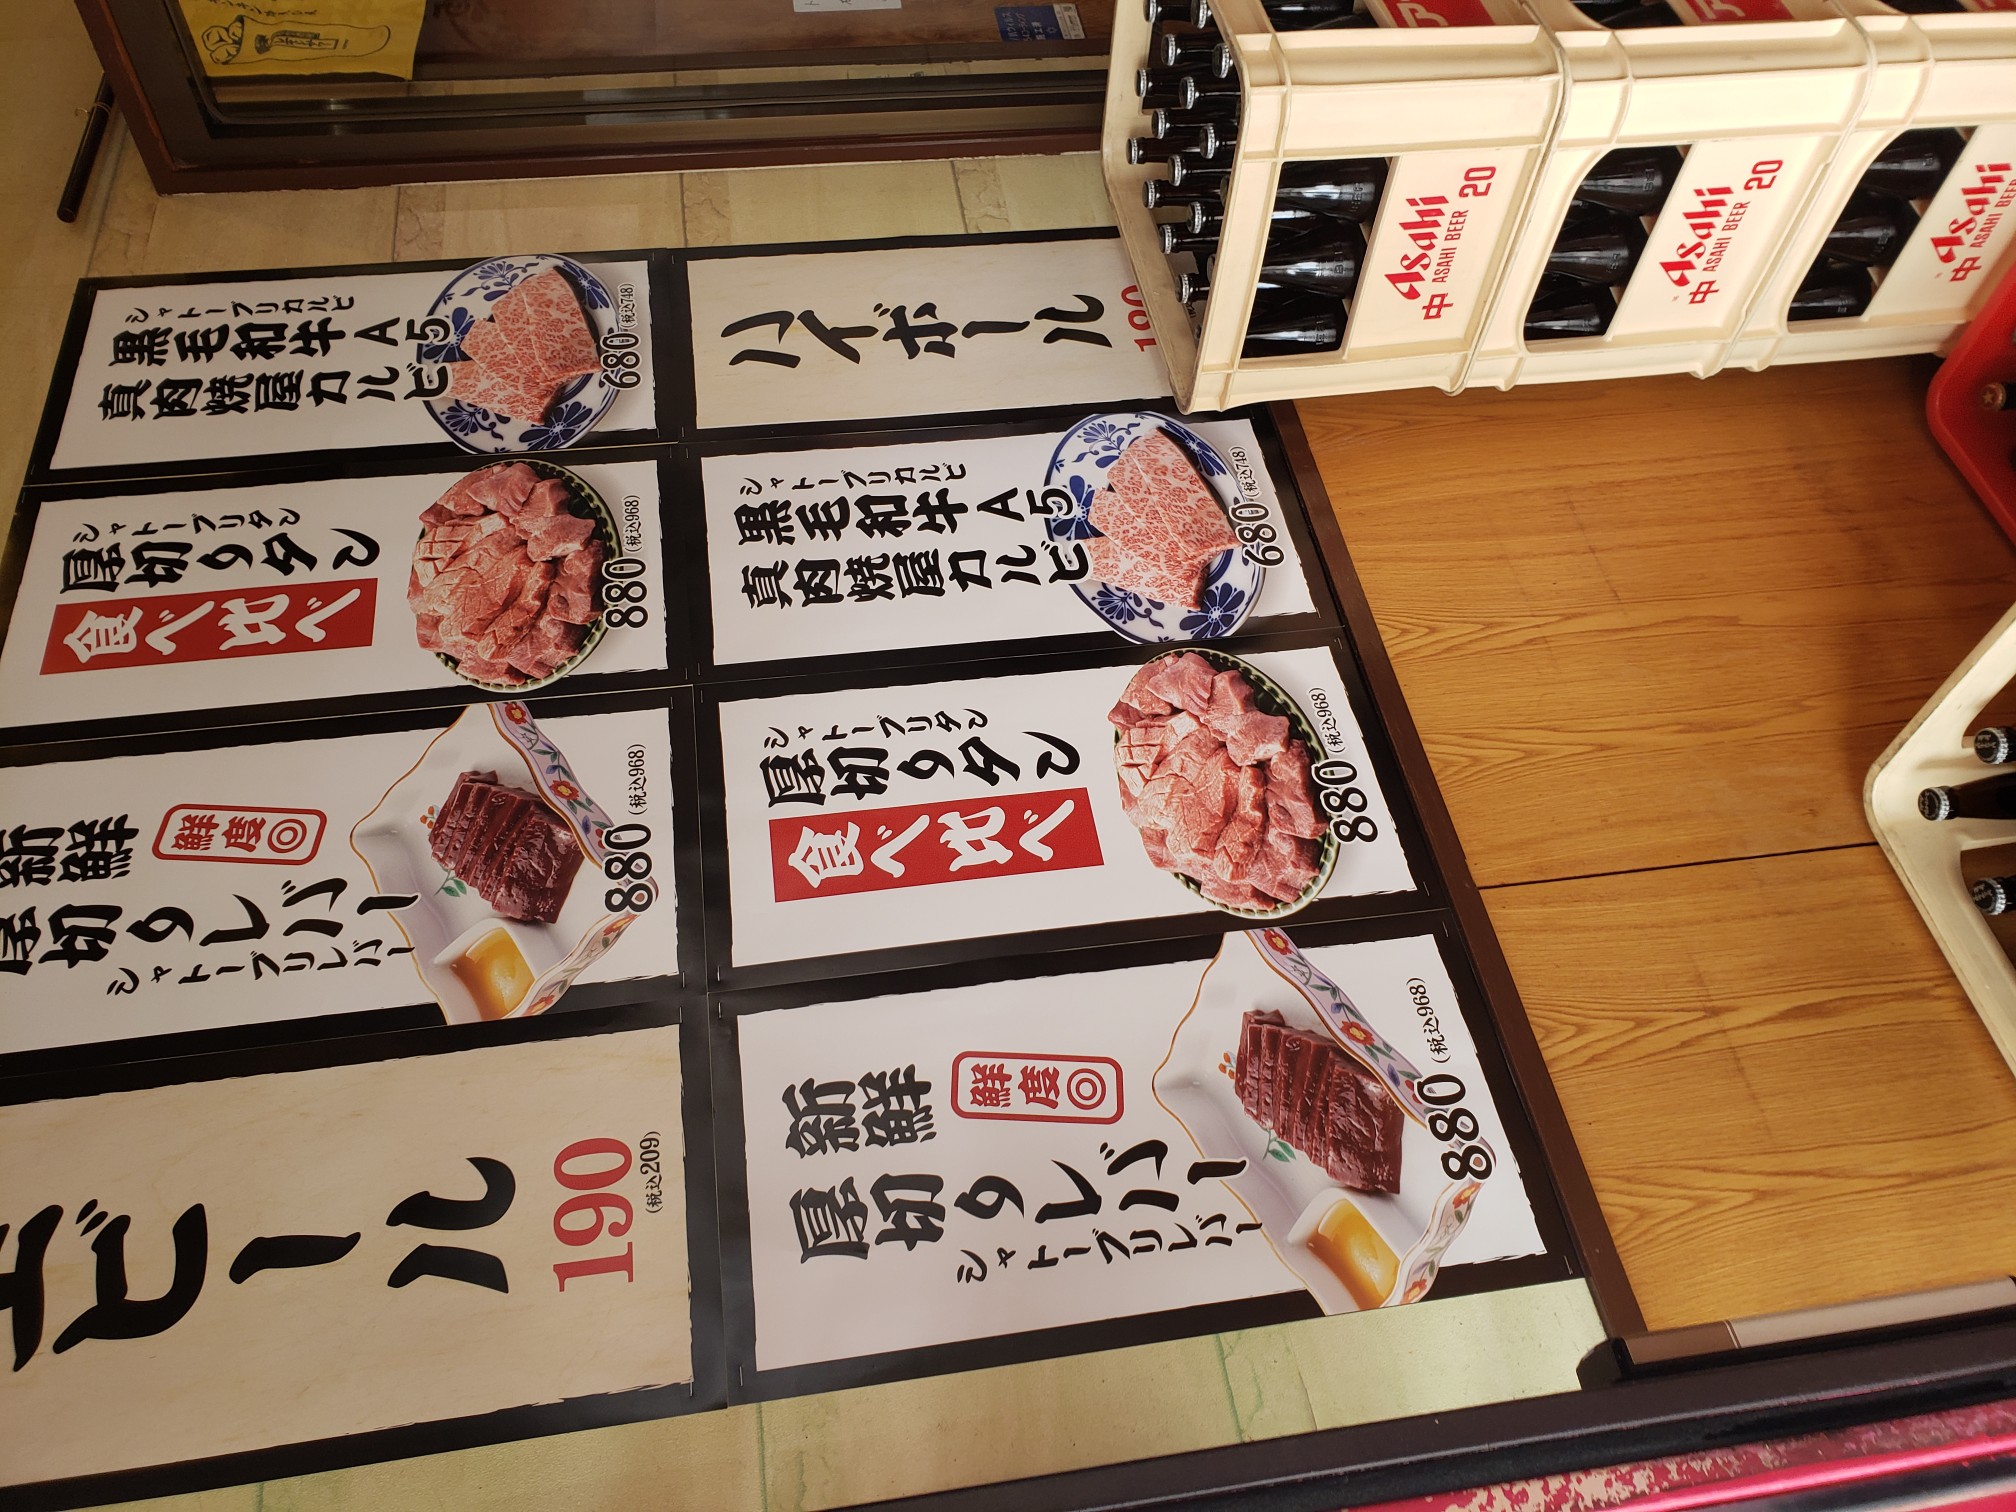 シャトーブリカルビ
黒毛和牛A5
真肉焼屋カルビ
680
(税込748)
シャトーブリタン
厚切りタン
食べ比べ
880
(税込968)
新鮮
鮮度◎
厚切りレバー
シャトーブリレバー
880
(税込968)
ビール
190
(税込209)
ハイボール
シャトーブリカルビ
黒毛和牛A5
真肉焼屋カルビ
680
(税込748)
シャトーブリタン
厚切りタン
食べ比べ
880
(税込968)
新鮮
鮮度◎
厚切りレバー
シャトーブリレバー
880
(税込968)
Asahi
中 ASAHI BEER 20
Asahi
中 ASAHI BEER 20
Asahi
中 ASAHI BEER